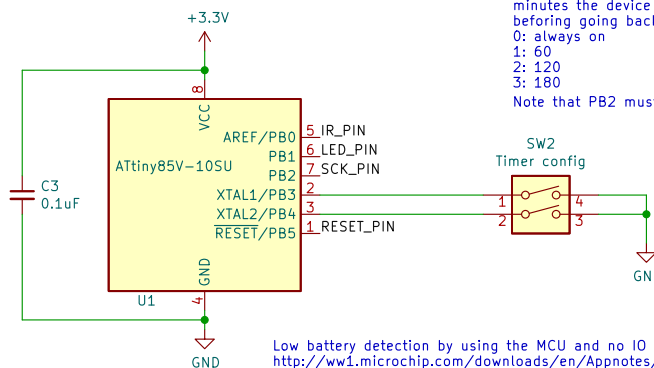 minutes the device
beforing going bac
0: always on
1: 60
2: 120
3: 180
Note that PB2 mus
+3.3V
8
VCC
AREF/PB0 5 IR_PIN
PB1 6 LED_PIN
ATtiny85V-10SU
PB2 7 SCK_PIN
XTAL1/PB3 2
XTAL2/PB4 3
RESET/PB5 1 RESET_PIN
GND
4
U1
C3
0.1uF
SW2
Timer config
1 4
2 3
GN
GND
Low battery detection by using the MCU and no IO
http://ww1.microchip.com/downloads/en/Appnotes/